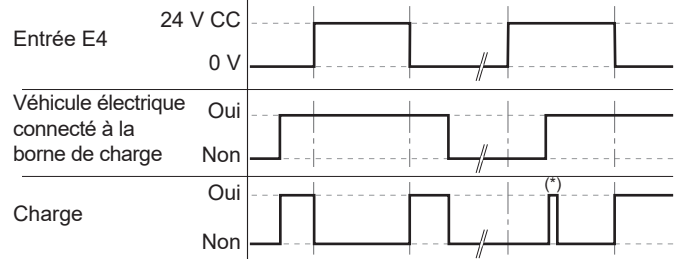 24 V CC
Entrée E4
0 V
Véhicule électrique
connecté à la
borne de charge
Oui
Non
(*)
Oui
Charge
Non